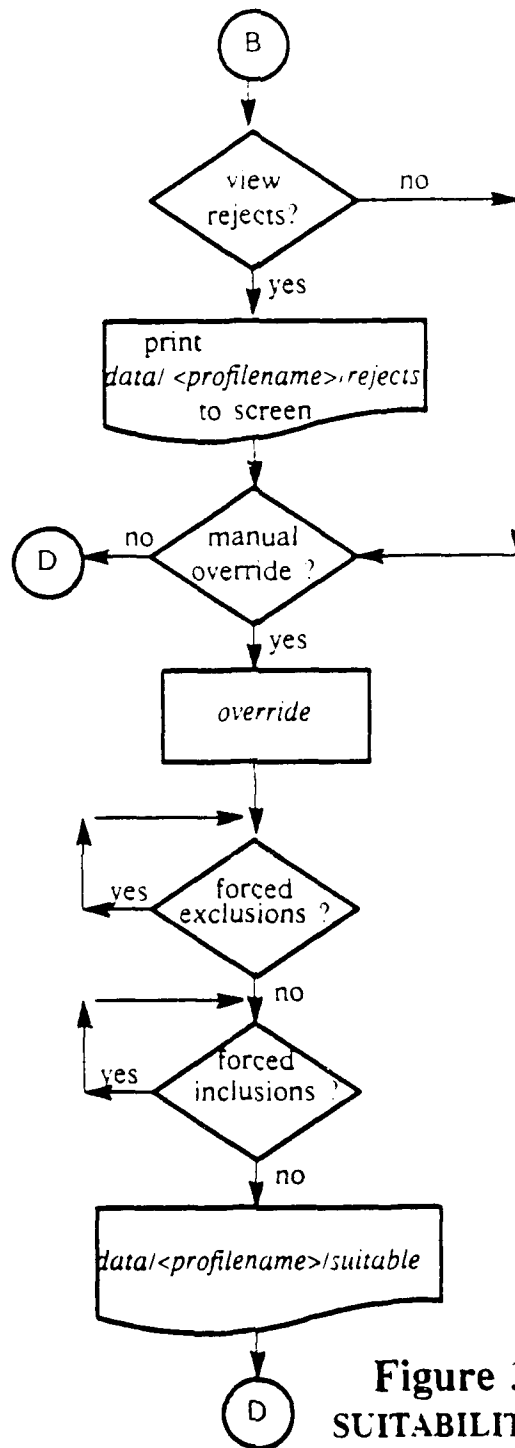 B
view
rejects?
no
yes
print
data/ <profilename>/rejects
to screen
D
no
manual
override ?
yes
override
yes
forced
exclusions ?
no
yes
forced
inclusions ?
no
data/<profilename>/suitable
D
Figure